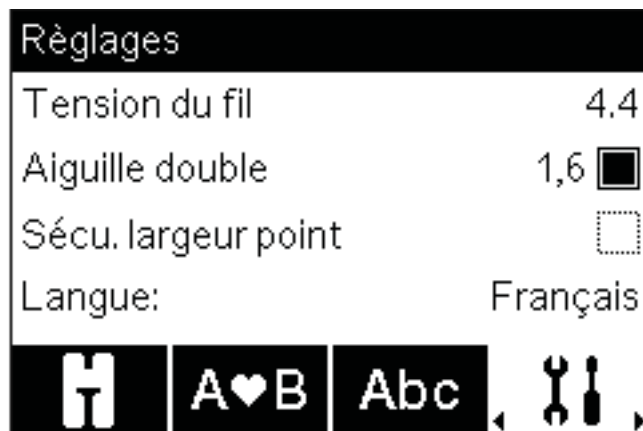 Règlages
Tension du fil 4.4
Aiguille double 1,6
Sécu. largeur point
Langue: Français
A♥B Abc